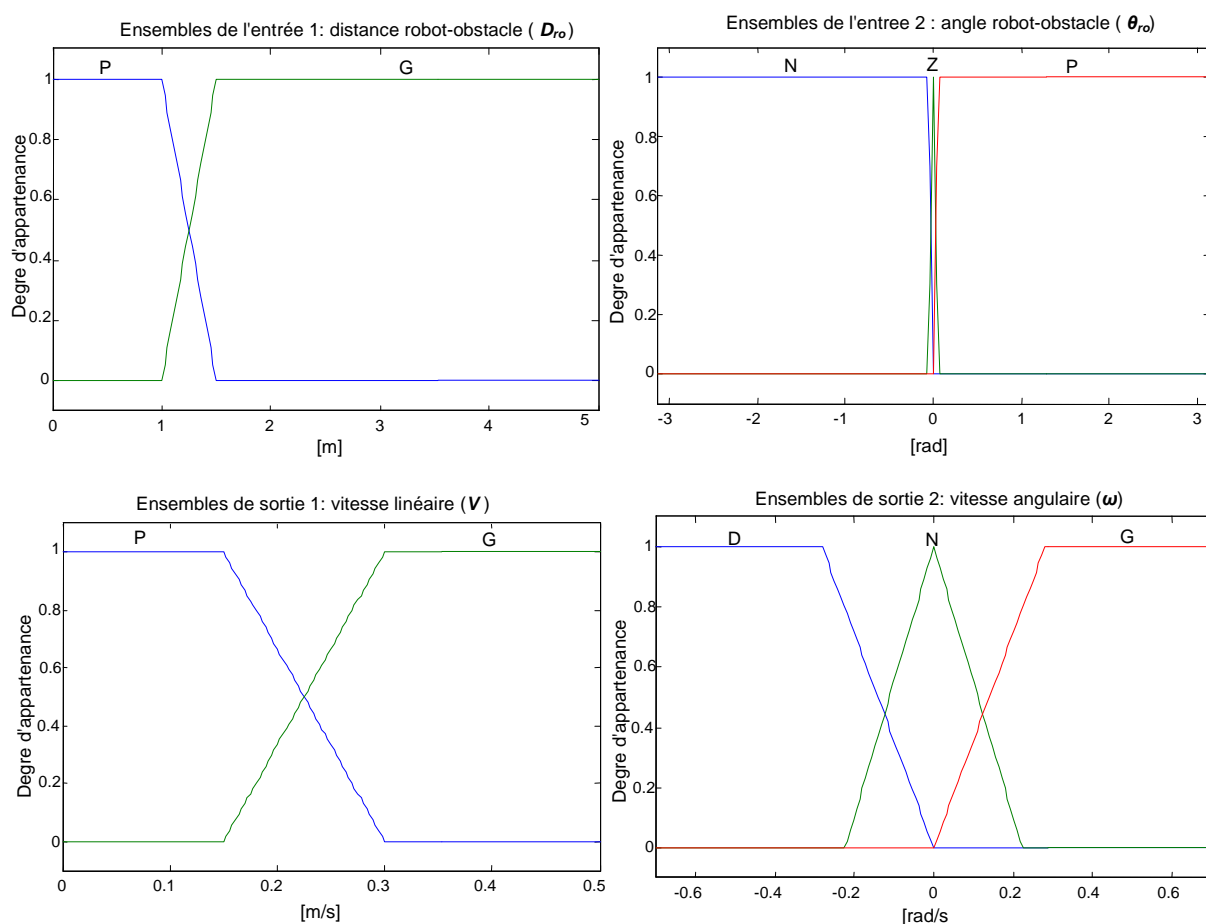 Ensembles de l'entrée 1: distance robot-obstacle ( Dro)
P
G
1
0.8
0.6
0.4
0.2
0
Degre d'appartenance
0
1
2
3
4
5
[m]
Ensembles de l'entree 2 : angle robot-obstacle ( θro)
N
Z
P
1
0.8
0.6
0.4
0.2
0
Degre d'appartenance
-3
-2
-1
0
1
2
3
[rad]
Ensembles de sortie 1: vitesse linéaire (V )
P
G
1
0.8
0.6
0.4
0.2
0
Degre d'appartenance
0
0.1
0.2
0.3
0.4
0.5
[m/s]
Ensembles de sortie 2: vitesse angulaire (ω)
D
N
G
1
0.8
0.6
0.4
0.2
0
Degre d'appartenance
-0.6
-0.4
-0.2
0
0.2
0.4
0.6
[rad/s